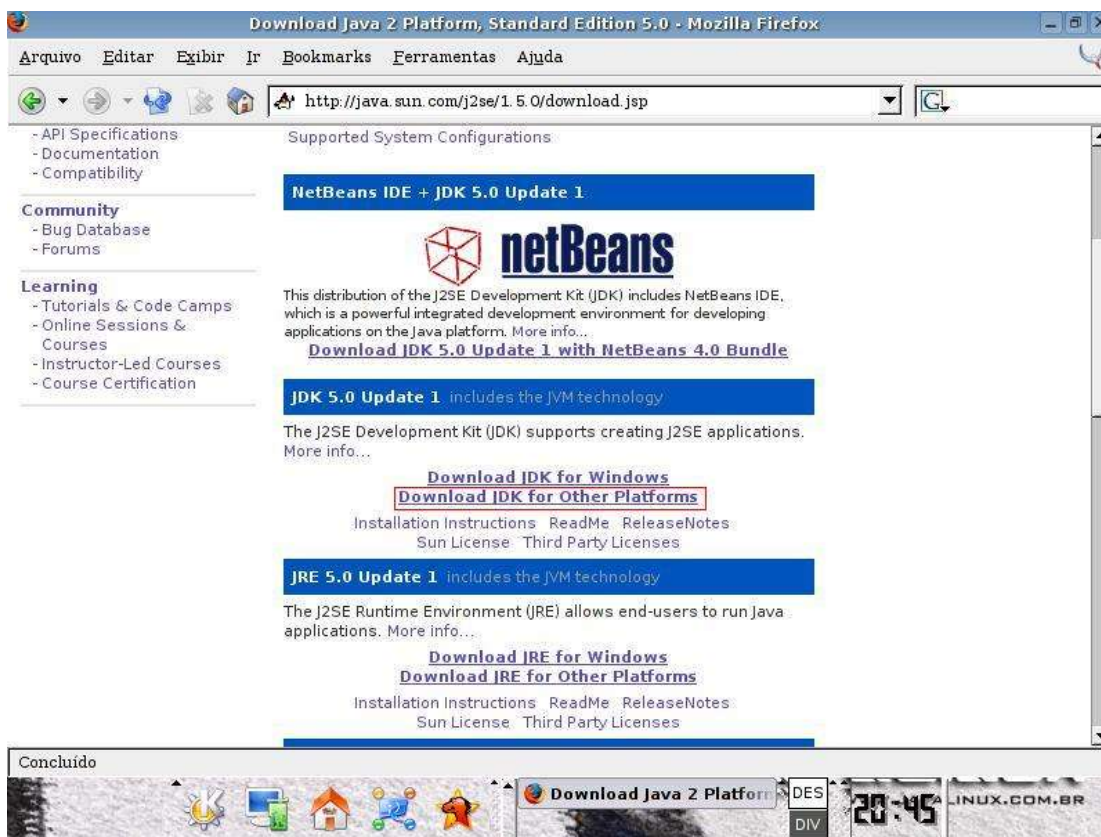 Download Java 2 Platform, Standard Edition 5.0 - Mozilla Firefox
Arquivo Editar Exibir Ir Bookmarks Ferramentas Ajuda
http://java.sun.com/j2se/1.5.0/download.jsp
G
- API Specifications
- Documentation
- Compatibility
Community
- Bug Database
- Forums
Learning
- Tutorials & Code Camps
- Online Sessions &
Courses
- Instructor-Led Courses
- Course Certification
Supported System Configurations
NetBeans IDE + JDK 5.0 Update 1
netBeans
This distribution of the J2SE Development Kit (JDK) includes NetBeans IDE,
which is a powerful integrated development environment for developing
applications on the Java platform. More info...
Download JDK 5.0 Update 1 with NetBeans 4.0 Bundle
JDK 5.0 Update 1 includes the JVM technology
The J2SE Development Kit (JDK) supports creating J2SE applications.
More info...
Download JDK for Windows
Download JDK for Other Platforms
Installation Instructions ReadMe ReleaseNotes
Sun License Third Party Licenses
JRE 5.0 Update 1 includes the JVM technology
The J2SE Runtime Environment (JRE) allows end-users to run Java
applications. More info...
Download JRE for Windows
Download JRE for Other Platforms
Installation Instructions ReadMe ReleaseNotes
Sun License Third Party Licenses
Concluído
Download Java 2 Platform
DES
DIV
20:45
INUX.COM.BR